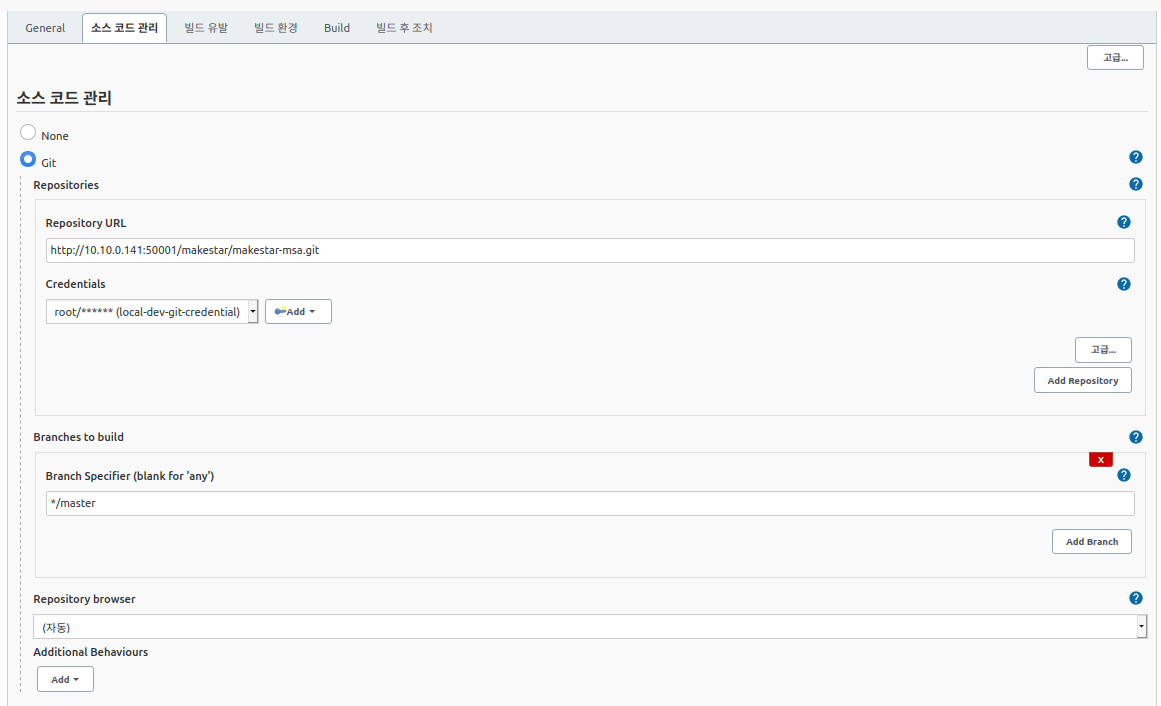 General 소스 코드 관리 빌드 유발 빌드 환경 Build 빌드 후 조치
고급...
소스 코드 관리
None
Git
?
Repositories
?
Repository URL
?
http://10.10.0.141:50001/makestar/makestar-msa.git
Credentials
?
root/****** (local-dev-git-credential) Add
고급...
Add Repository
Branches to build
?
X
Branch Specifier (blank for 'any')
?
*/master
Add Branch
Repository browser
?
(자동)
Additional Behaviours
Add